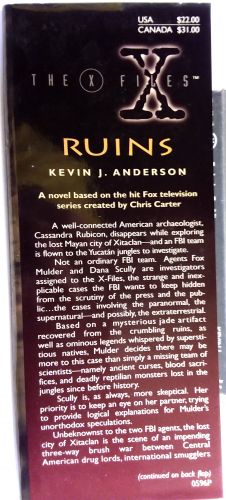 USA $22.00
CANADA $31.00
THE X FILES™
X
RUINS
KEVIN J. ANDERSON
A novel based on the hit Fox television
series created by Chris Carter
A well-connected American archaeologist,
Cassandra Rubicon, disappears while exploring
the lost Mayan city of Xitaclan—and an FBI team
is flown to the Yucatán jungles to investigate.
Not an ordinary FBI team. Agents Fox
Mulder and Dana Scully are investigators
assigned to the X-Files, the strange and inex-
plicable cases the FBI wants to keep hidden
from the scrutiny of the press and the pub-
lic...the cases involving the paranormal, the
supernatural—and possibly, the extraterrestrial.
Based on a mysterious jade artifact
recovered from the crumbling ruins, as
well as ominous legends whispered by supersti-
tious natives, Mulder decides there may be
more to this case than simply a missing team of
scientists—namely ancient curses, blood sacri-
fices, and deadly reptilian monsters lost in the
jungles since before history.
Scully is, as always, more skeptical. Her
priority is to keep an eye on her partner, trying
to provide logical explanations for Mulder's
unorthodox speculations.
Unbeknownst to the two FBI agents, the lost
city of Xitaclan is the scene of an impending
three-way brush war between Central
American drug lords, international smugglers
(continued on back flap)
0596P